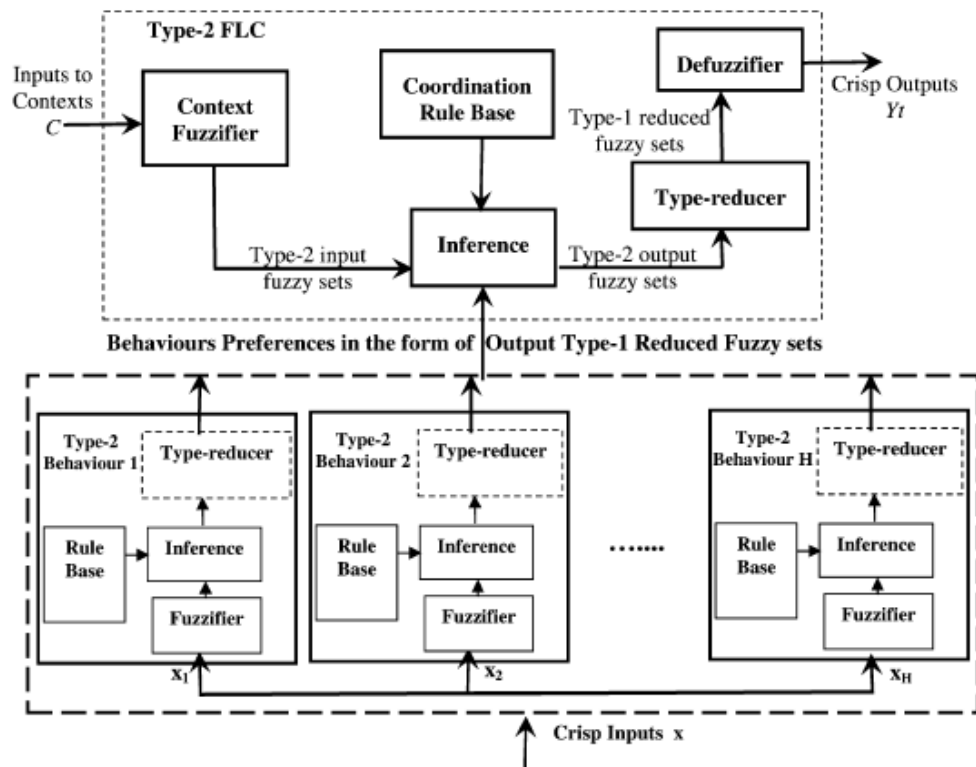 Type-2 FLC
Inputs to
Contexts
C
Context
Fuzzifier
Coordination
Rule Base
Defuzzifier
Crisp Outputs
Yt
Type-1 reduced
fuzzy sets
Type-reducer
Inference
Type-2 input
fuzzy sets
Type-2 output
fuzzy sets
Behaviours Preferences in the form of Output Type-1 Reduced Fuzzy sets
Type-2
Behaviour 1
Type-reducer
Rule
Base
Inference
Fuzzifier
x1
Type-2
Behaviour 2
Type-reducer
Rule
Base
Inference
Fuzzifier
x2
........
Type-2
Behaviour H
Type-reducer
Rule
Base
Inference
Fuzzifier
xH
Crisp Inputs x